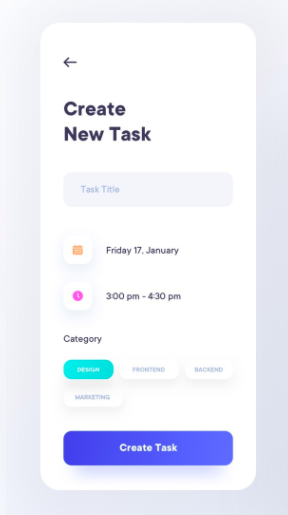 Create
New Task
Task Title
Friday 17, January
3:00 pm - 4:30 pm
Category
DESIGN FRONTEND BACKEND
MARKETING
Create Task